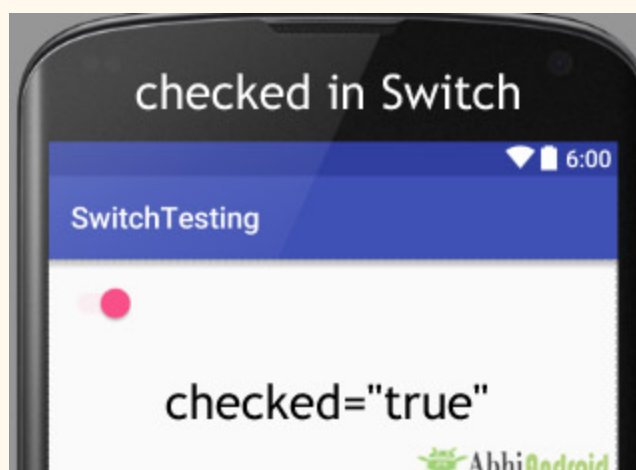 checked in Switch
6:00
SwitchTesting
checked="true"
AbhiAndroid